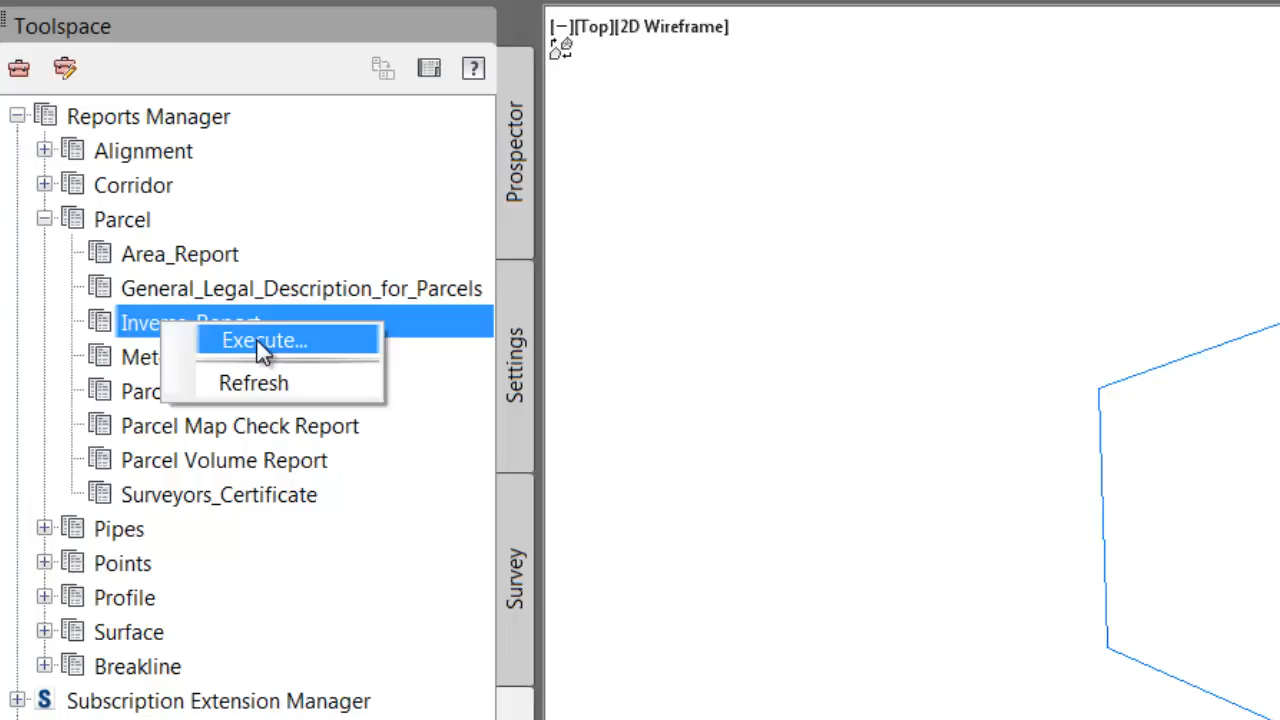 Toolspace
[−][Top][2D Wireframe]
?
Reports Manager
Alignment
Corridor
Parcel
Area_Report
General_Legal_Description_for_Parcels
Execute...
Refresh
Parcel Map Check Report
Parcel Volume Report
Surveyors_Certificate
Pipes
Points
Profile
Surface
Breakline
S Subscription Extension Manager
Prospector
Settings
Survey